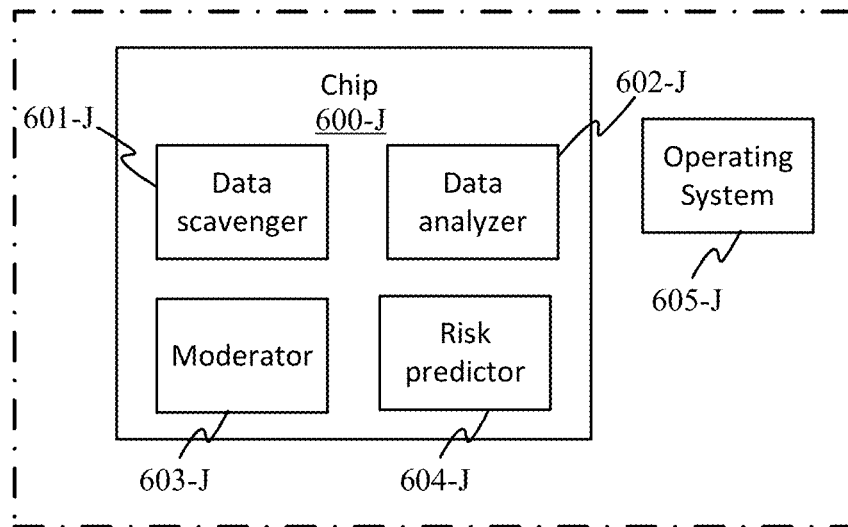 Chip
600-J
601-J
602-J
Data
scavenger
Data
analyzer
Operating
System
605-J
Moderator
Risk
predictor
603-J
604-J